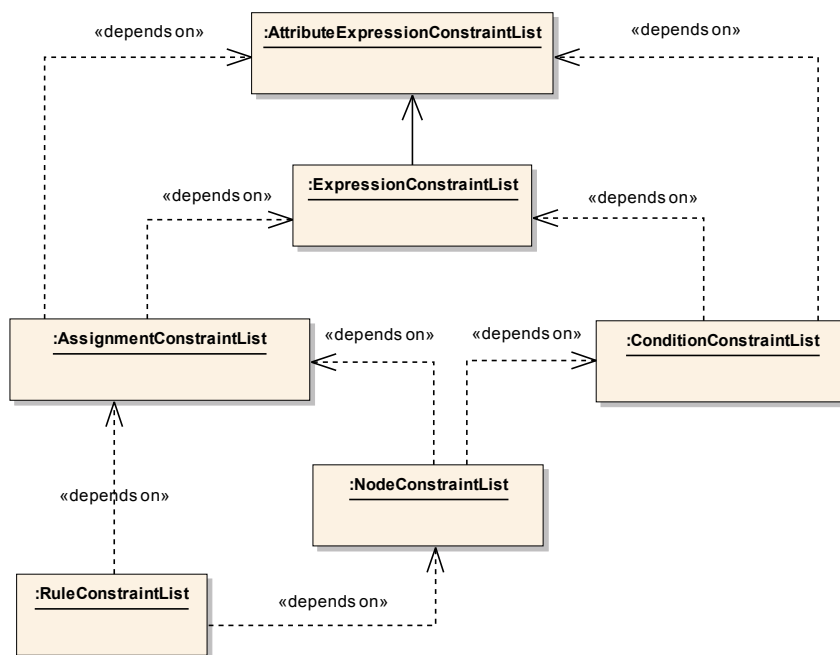 «depends on»
:AttributeExpressionConstraintList
«depends on»
«depends on»
:ExpressionConstraintList
«depends on»
:AssignmentConstraintList
«depends on»
«depends on»
:ConditionConstraintList
«depends on»
:NodeConstraintList
:RuleConstraintList
«depends on»